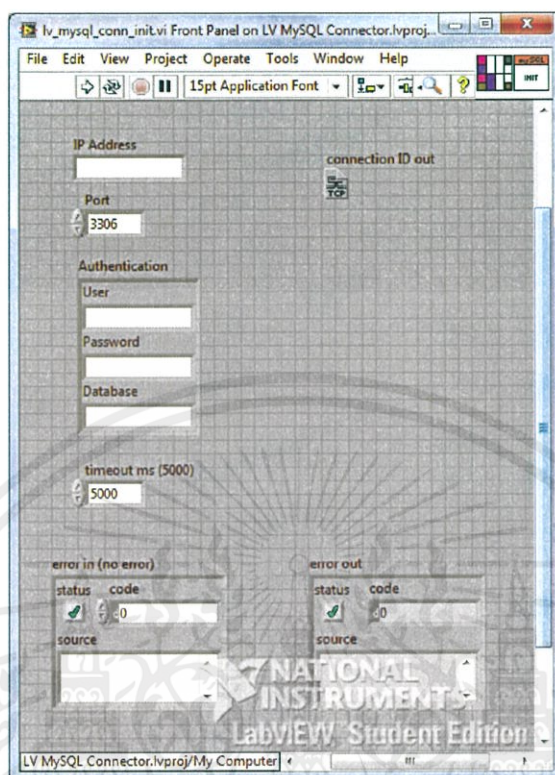 lv_mysql_conn_init.vi Front Panel on LV MySQL Connector.lvproj...
File Edit View Project Operate Tools Window Help
15pt Application Font
mySQL
INIT
IP Address
connection ID out
TCP
Port
3306
Authentication
User
Password
Database
timeout ms (5000)
5000
error in (no error)
error out
status code
status code
0
0
source
source
NATIONAL
INSTRUMENTS
LabVIEW Student Edition
LV MySQL Connector.lvproj/My Computer